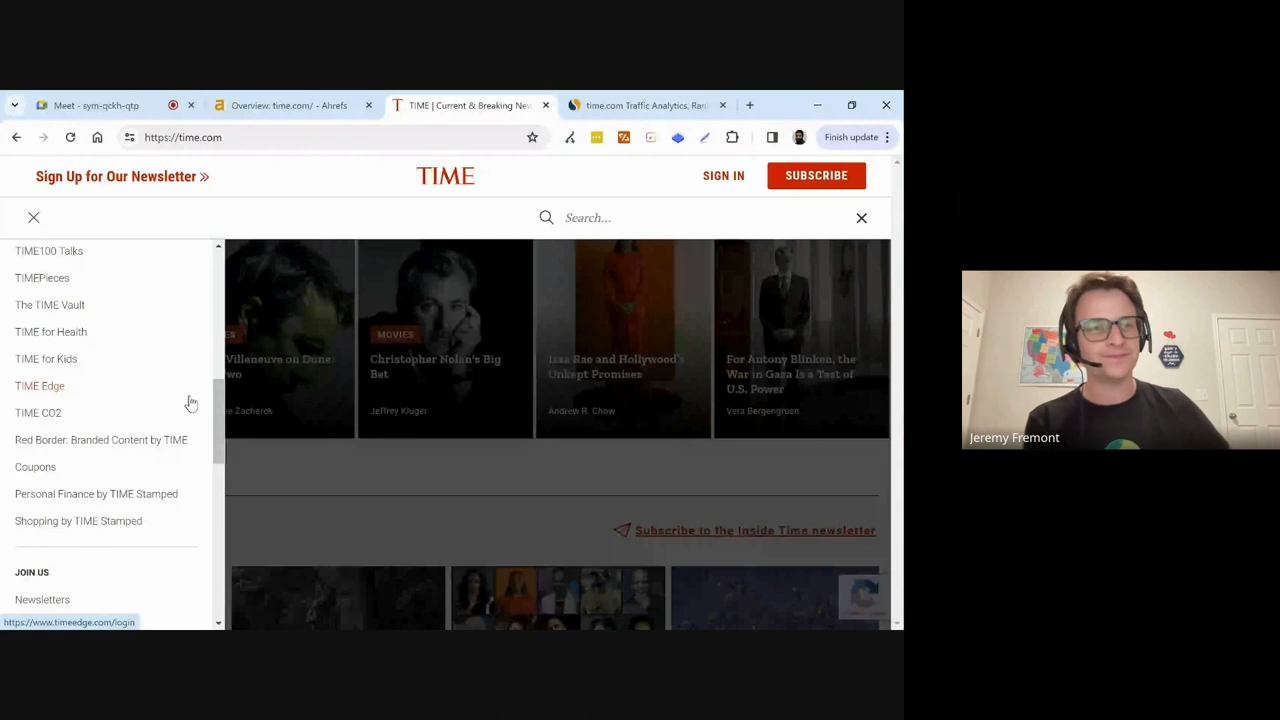 Meet - sym-qckh-qtp
Overview: time.com/ - Ahrefs
TIME | Current & Breaking New
time.com Traffic Analytics, Ran
https://time.com
Finish update
Sign Up for Our Newsletter »
TIME
SIGN IN
SUBSCRIBE
Search...
TIME100 Talks
TIMEPieces
The TIME Vault
TIME for Health
TIME for Kids
TIME Edge
TIME CO2
Red Border: Branded Content by TIME
Coupons
Personal Finance by TIME Stamped
Shopping by TIME Stamped
JOIN US
Newsletters
https://www.timeedge.com/login
Villeneuve on Dune:
MOVIES
Christopher Nolan's Big
Bet
Jeffrey Kluger
Issa Rae and Hollywood's
Unkept Promises
Andrew R. Chow
For Antony Blinken, the
War in Gaza Is a Test of
U.S. Power
Vera Bergengruen
Zacharek
Subscribe to the Inside Time newsletter
Jeremy Fremont